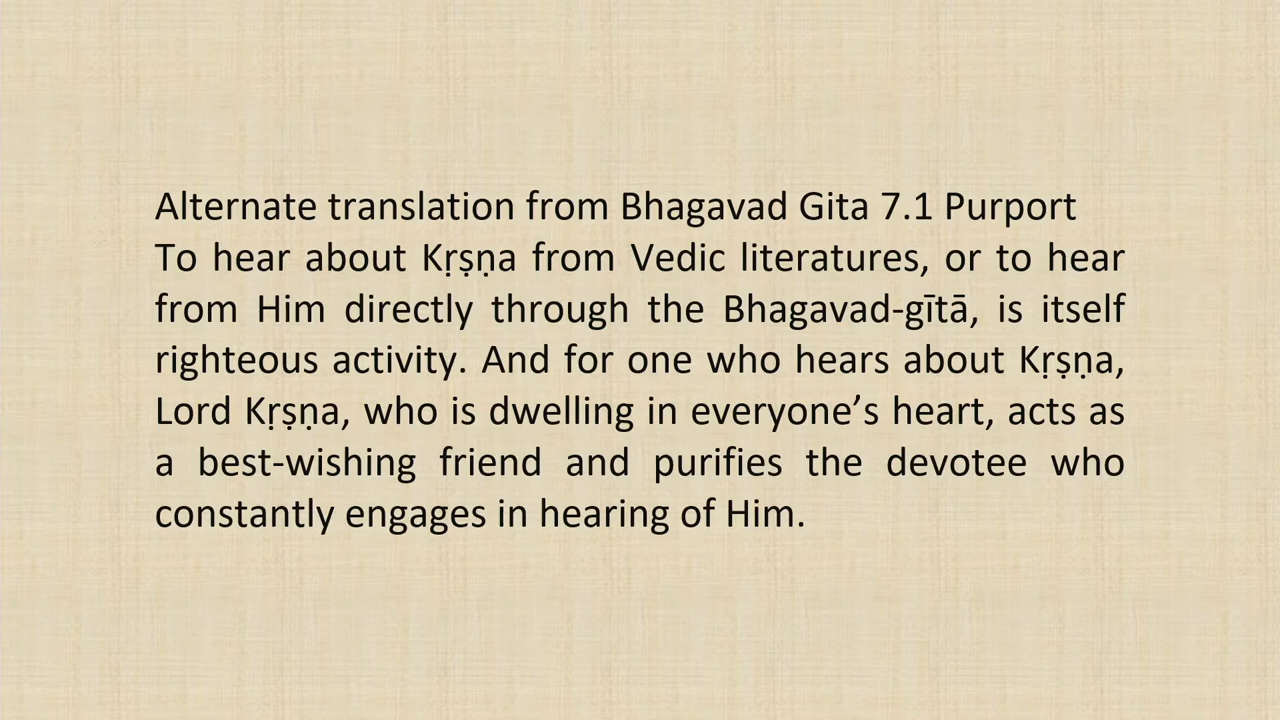 Alternate translation from Bhagavad Gita 7.1 Purport
To hear about Kṛṣṇa from Vedic literatures, or to hear
from Him directly through the Bhagavad-gītā, is itself
righteous activity. And for one who hears about Kṛṣṇa,
Lord Kṛṣṇa, who is dwelling in everyone’s heart, acts as
a best-wishing friend and purifies the devotee who
constantly engages in hearing of Him.